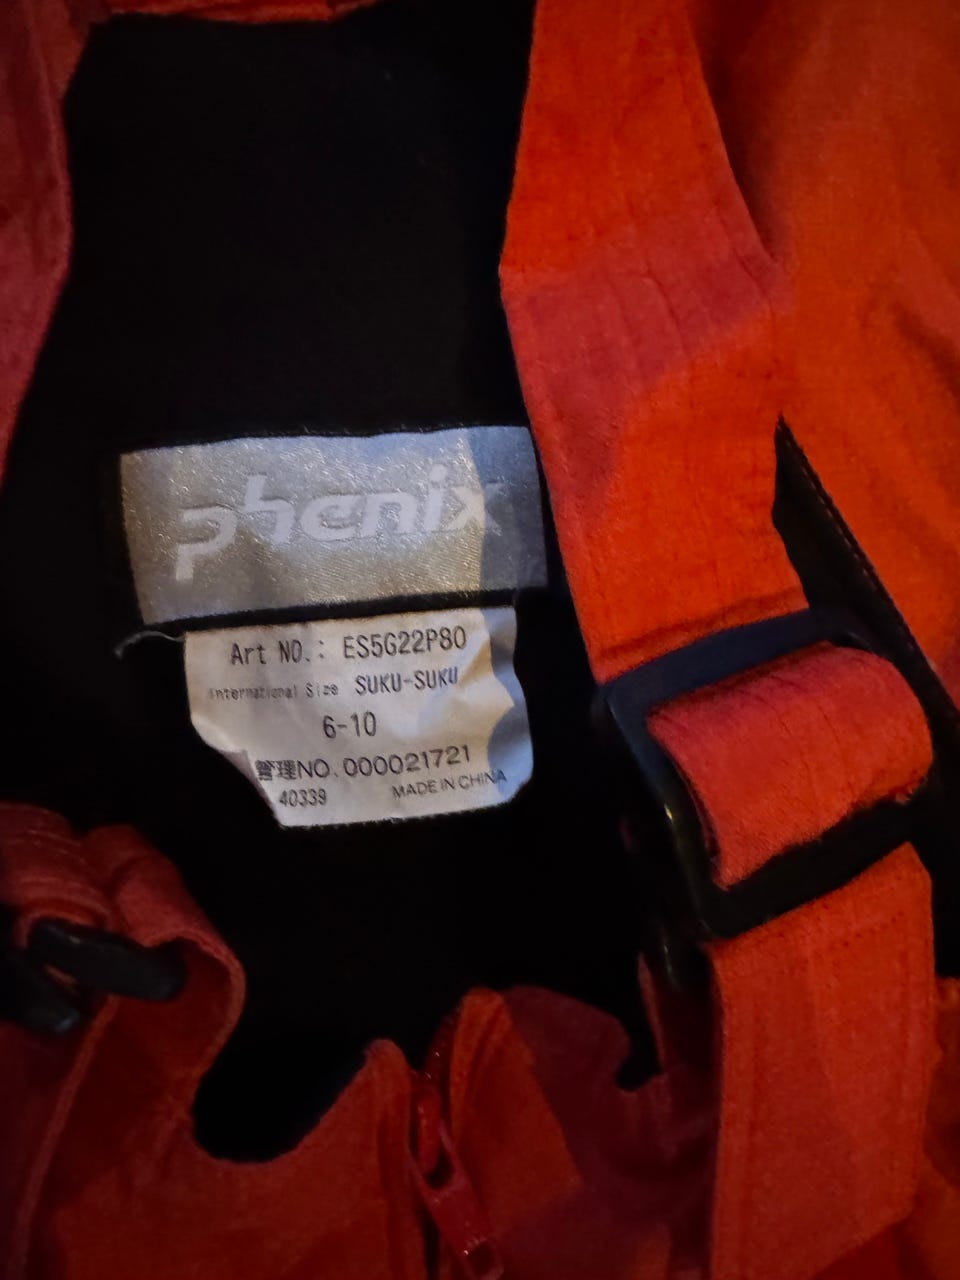 phenix
Art NO.: ES5G22P80
International Size SUKU-SUKU
6-10
管理NO.000021721
40339 MADE IN CHINA